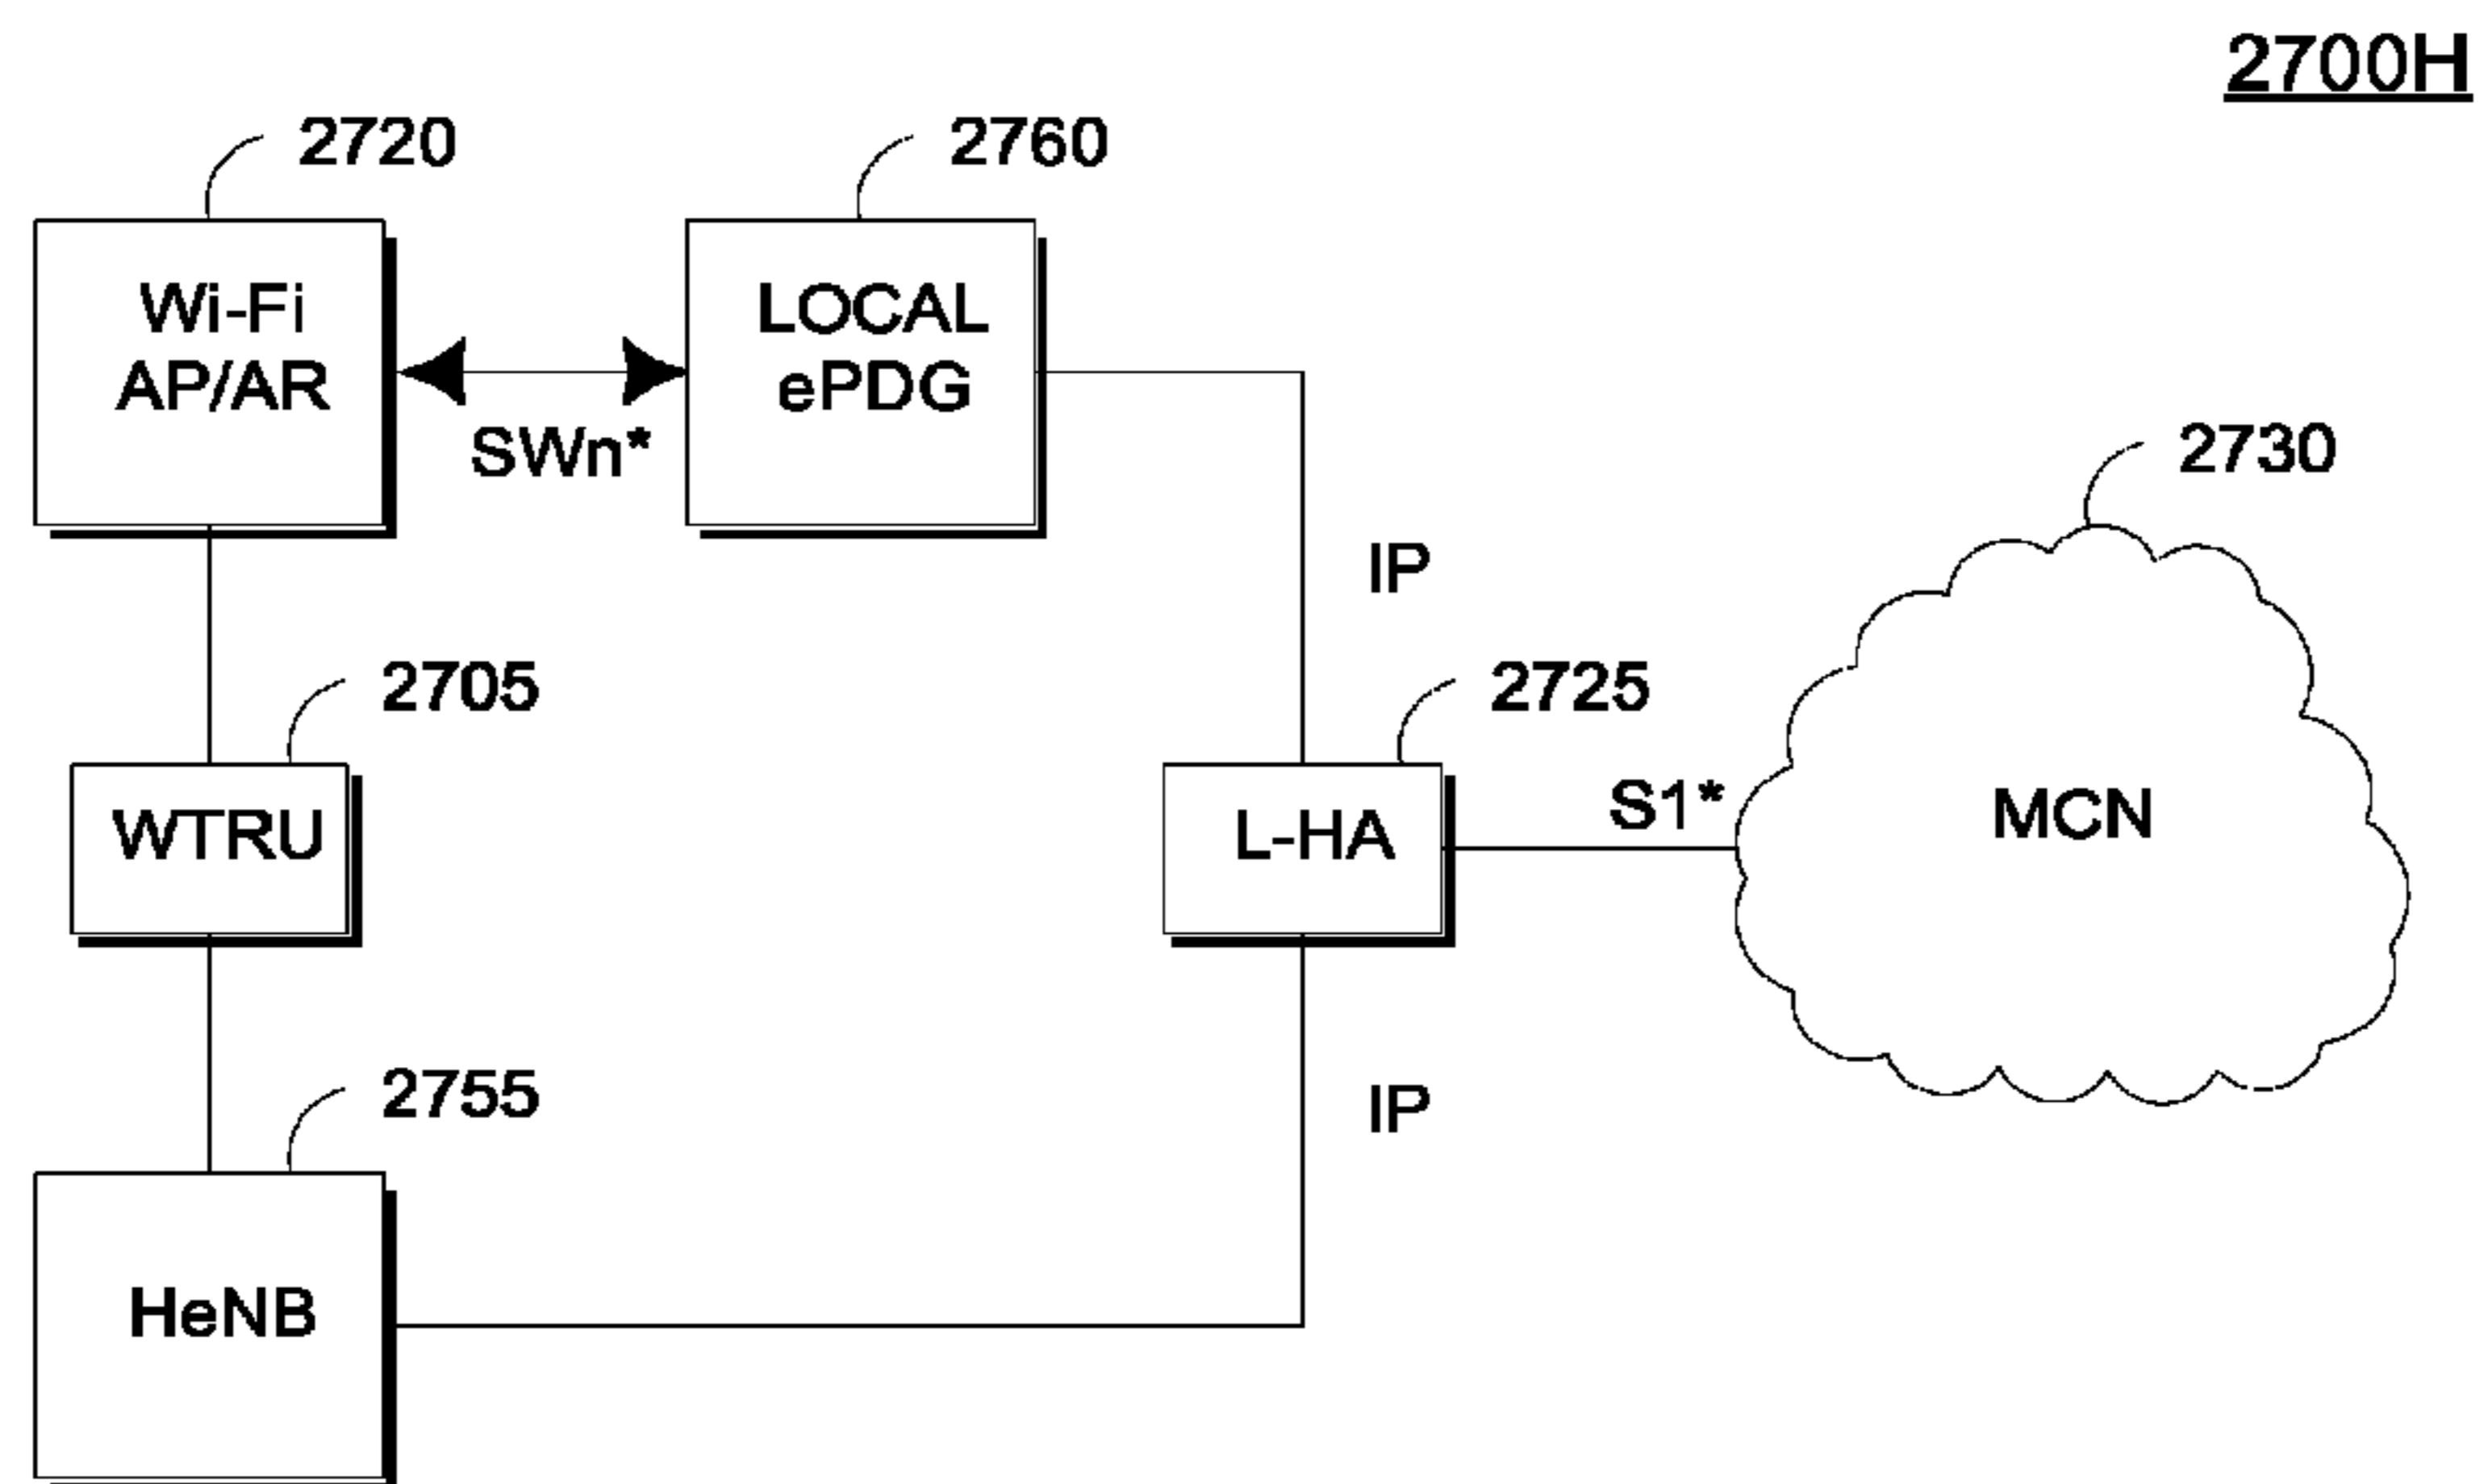 2700H
2720
2760
Wi-Fi
AP/AR
LOCAL
ePDG
SWn*
2730
IP
2705
2725
WTRU
L-HA
S1*
MCN
2755
IP
HeNB